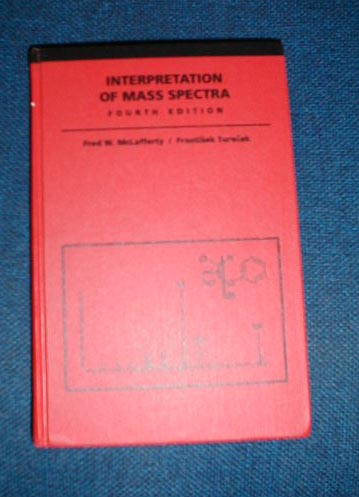 INTERPRETATION
OF MASS SPECTRA
FOURTH EDITION
Fred W. McLafferty / František Tureček